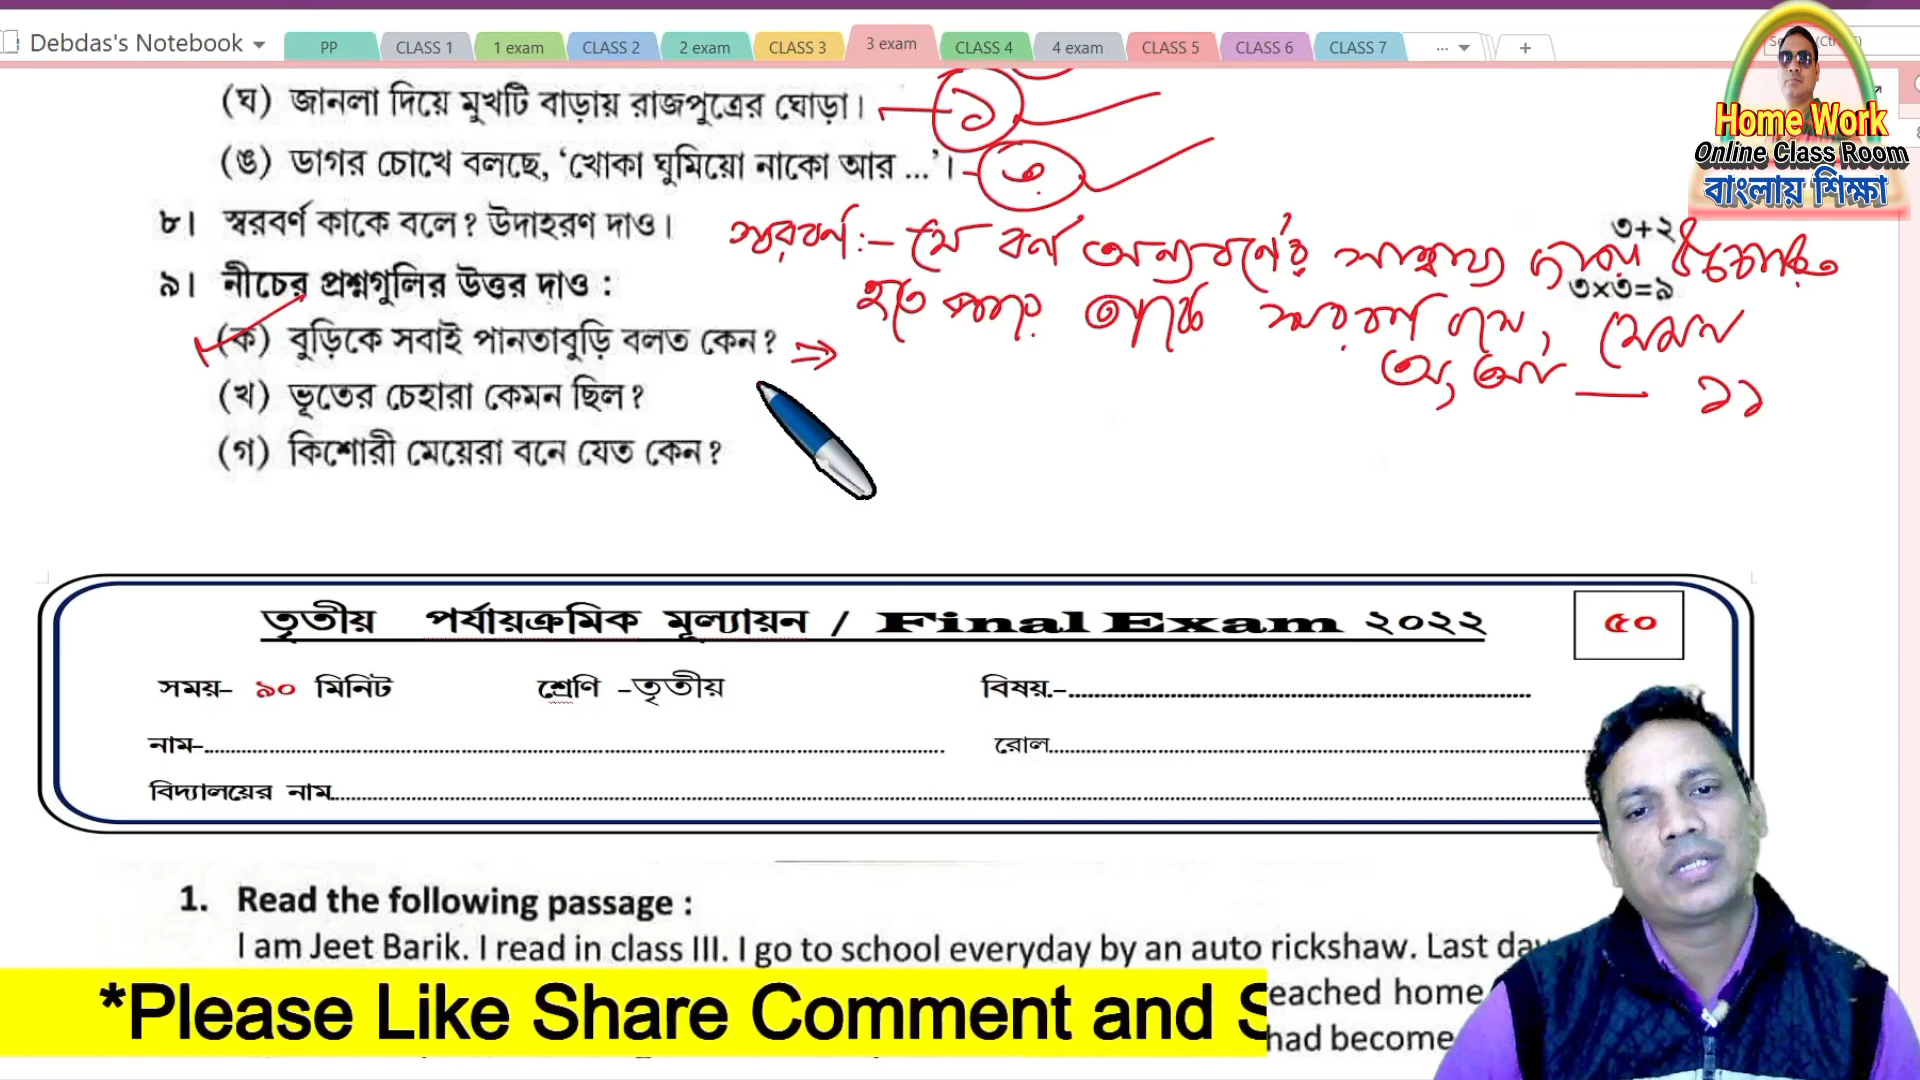 Debdas's Notebook
PP
CLASS 1
1 exam
CLASS 2
2 exam
CLASS 3
3 exam
CLASS 4
4 exam
CLASS 5
CLASS 6
CLASS 7
...
+
Home Work
Online Class Room
বাংলায় শিক্ষা
(ঘ) জানলা দিয়ে মুখটি বাড়ায় রাজপুত্রের ঘোড়া। ১
(ঙ) ডাগর চোখে বলছে, ‘খোকা ঘুমিয়ো নাকো আর ...’।
৮। স্বরবর্ণ কাকে বলে? উদাহরণ দাও।
৩+২
স্বরবর্ণ:- যে বর্ণ অন্যবর্ণের সাহায্য ছাড়া উচ্চারিত
৯। নীচের প্রশ্নগুলির উত্তর দাও :
৩×৩=৯
হতে পারে তাকে স্বরবর্ণ বলে, যেমন
(ক) বুড়িকে সবাই পানতাবুড়ি বলত কেন? ⇒
অ, আ — ১১
(খ) ভূতের চেহারা কেমন ছিল?
(গ) কিশোরী মেয়েরা বনে যেত কেন?
তৃতীয় পর্যায়ক্রমিক মূল্যায়ন / Final Exam ২০২২
৫০
সময়- ৯০ মিনিট শ্রেণি -তৃতীয় বিষয়.-
নাম- রোল
বিদ্যালয়ের নাম
1. Read the following passage :
I am Jeet Barik. I read in class III. I go to school everyday by an auto rickshaw. Last day
eached home
had become
*Please Like Share Comment and S